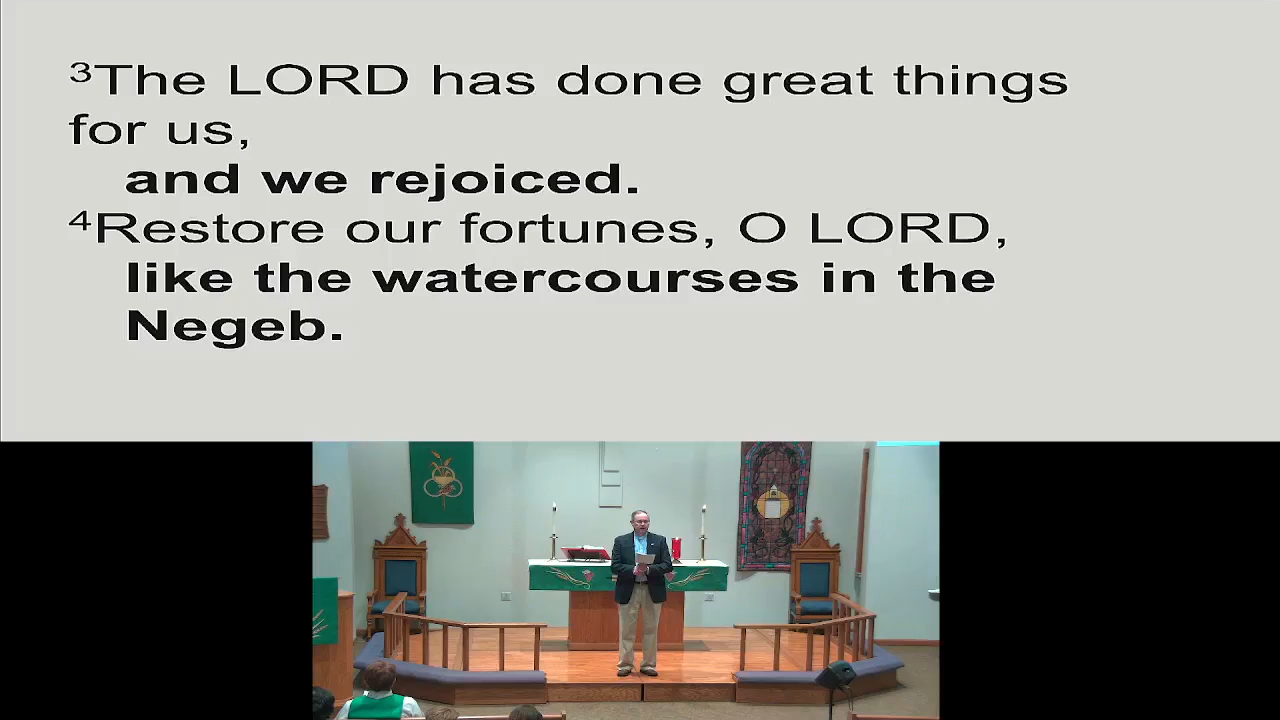 ³The LORD has done great things
for us,
and we rejoiced.
⁴Restore our fortunes, O LORD,
like the watercourses in the
Negeb.